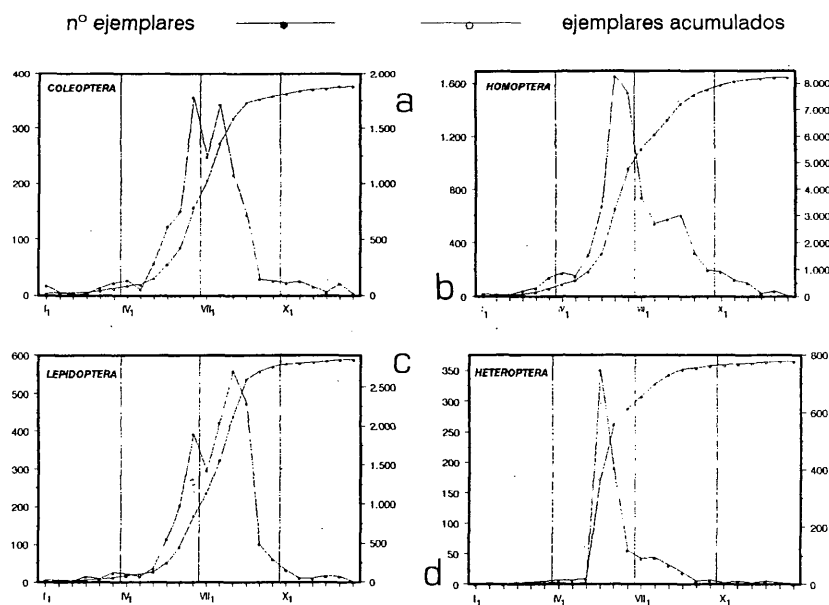 nº ejemplares
ejemplares acumulados
COLEOPTERA
a
400
300
200
100
0
2.000
1.500
1.000
500
0
I1
IV1
VII1
X1
HOMOPTERA
b
1.600
1.200
800
400
0
8.000
7.000
6.000
5.000
4.000
3.000
2.000
1.000
0
IV1
X1
LEPIDOPTERA
c
600
500
400
300
200
100
0
2.500
2.000
1.500
1.000
500
0
I1
IV1
VII1
X1
HETEROPTERA
d
350
300
250
200
150
100
50
0
800
600
400
200
0
I1
IV1
VII1
X1